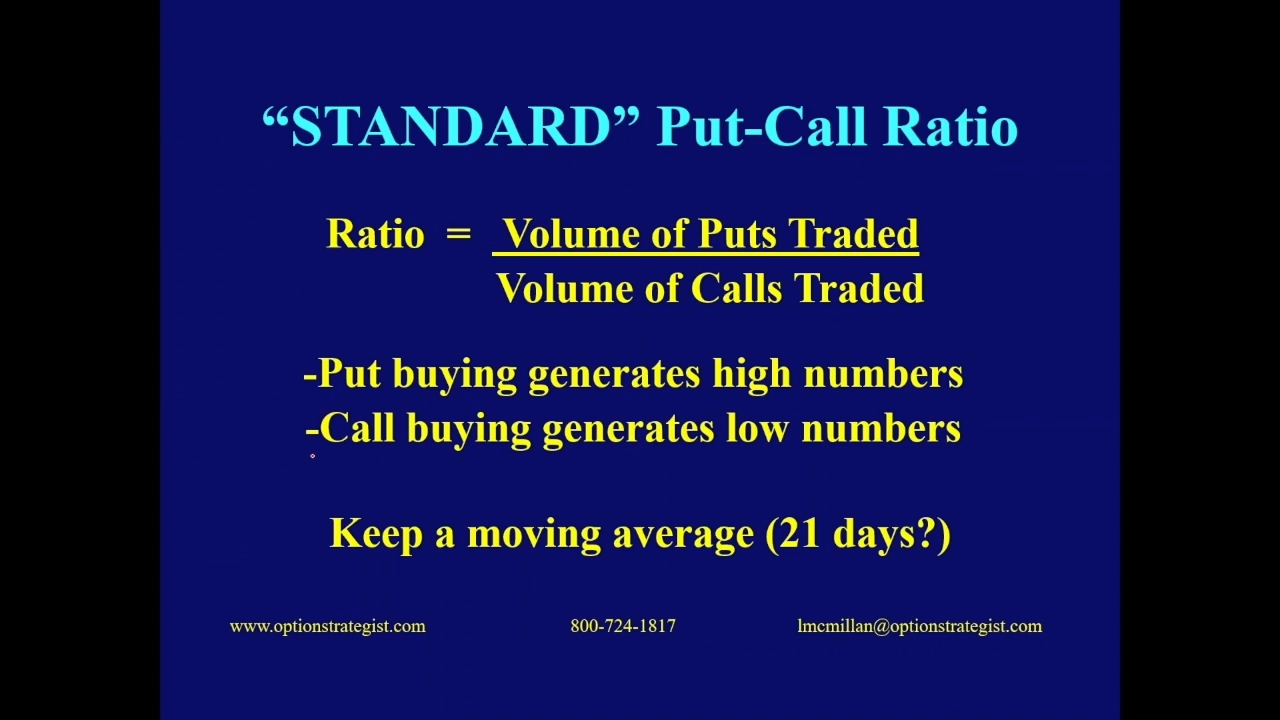 “STANDARD” Put-Call Ratio
Ratio = Volume of Puts Traded
Volume of Calls Traded
-Put buying generates high numbers
-Call buying generates low numbers
Keep a moving average (21 days?)
www.optionstrategist.com 800-724-1817 lmcmillan@optionstrategist.com